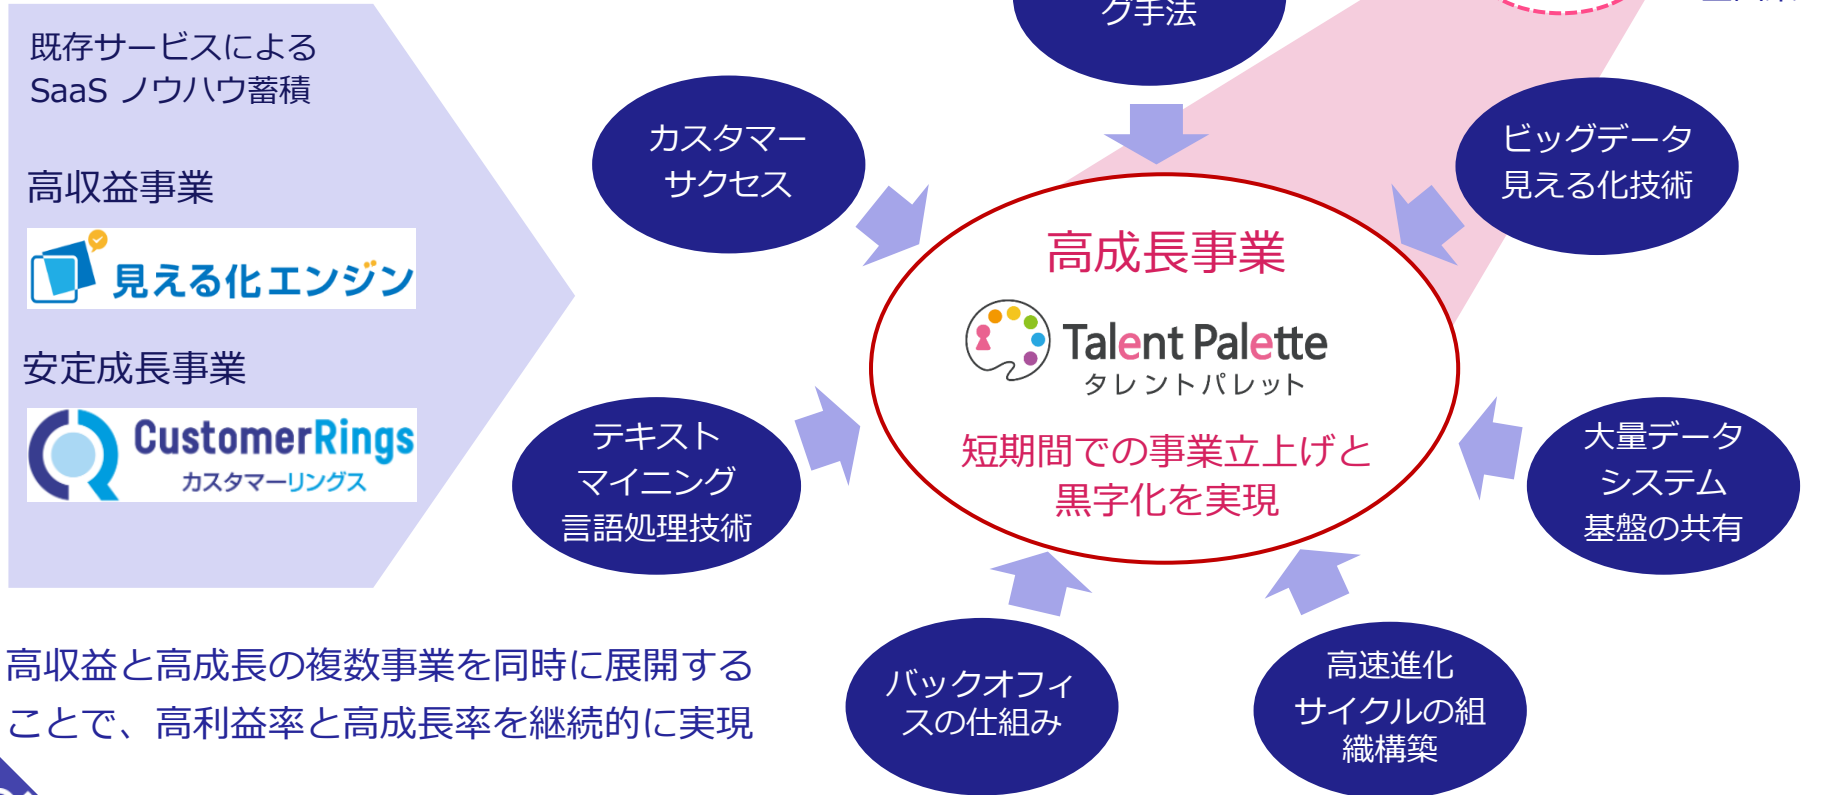 既存サービスによる
SaaS ノウハウ蓄積
高収益事業
見える化エンジン
安定成長事業
CustomerRings
カスタマーリングス
グ手法
カスタマー
サクセス
ビッグデータ
見える化技術
高成長事業
Talent Palette
タレントパレット
短期間での事業立上げと
黒字化を実現
テキスト
マイニング
言語処理技術
大量データ
システム
基盤の共有
バックオフィ
スの仕組み
高速進化
サイクルの組
織構築
高収益と高成長の複数事業を同時に展開する
ことで、高利益率と高成長率を継続的に実現